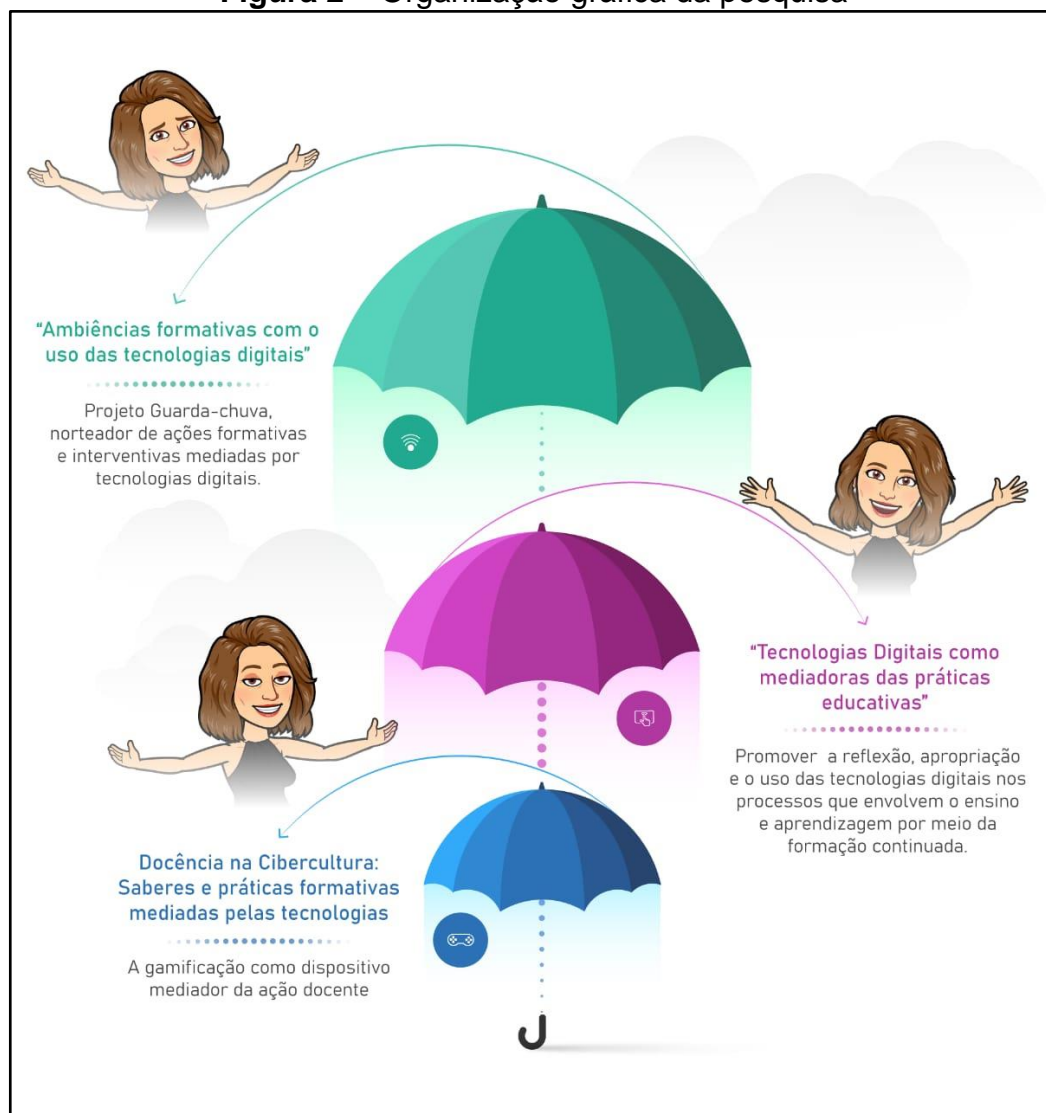 Figura 2 – Organização gráfica da pesquisa
"Ambiências formativas com o
uso das tecnologias digitais"
Projeto Guarda-chuva,
norteador de ações formativas
e interventivas mediadas por
tecnologias digitais.
"Tecnologias Digitais como
mediadoras das práticas
educativas"
Promover a reflexão, apropriação
e o uso das tecnologias digitais nos
processos que envolvem o ensino
e aprendizagem por meio da
formação continuada.
Docência na Cibercultura:
Saberes e práticas formativas
mediadas pelas tecnologias
A gamificação como dispositivo
mediador da ação docente